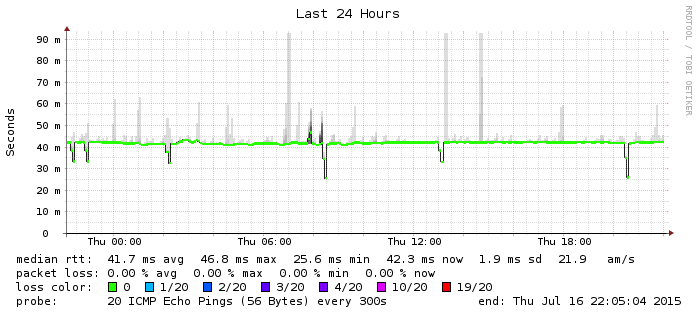 Last 24 Hours
RRDTOOL / TOBI OETIKER
Seconds
90 m
80 m
70 m
60 m
50 m
40 m
30 m
20 m
10 m
0
Thu 00:00 Thu 06:00 Thu 12:00 Thu 18:00
median rtt: 41.7 ms avg 46.8 ms max 25.6 ms min 42.3 ms now 1.9 ms sd 21.9 am/s
packet loss: 0.00 % avg 0.00 % max 0.00 % min 0.00 % now
loss color: 0 1/20 2/20 3/20 4/20 10/20 19/20
probe: 20 ICMP Echo Pings (56 Bytes) every 300s end: Thu Jul 16 22:05:04 2015